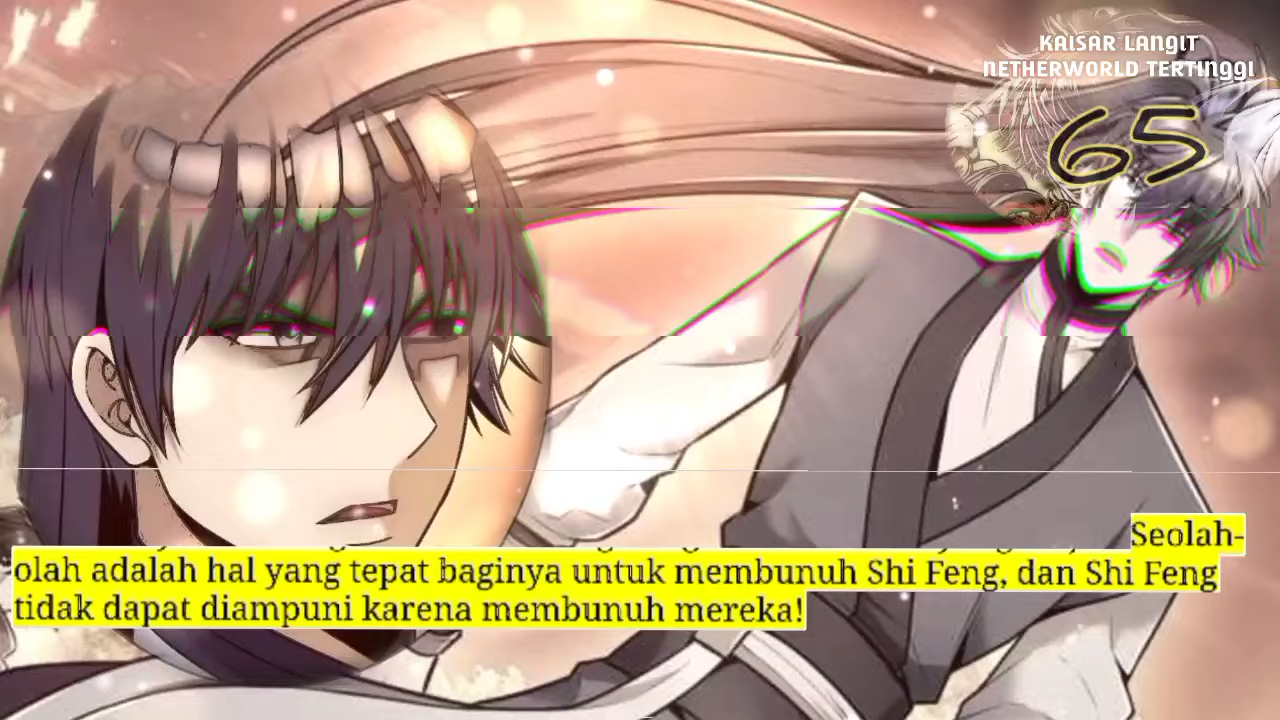 KAISAR LANGIT
NETHERWORLD TERTINGGI
65
Seolah-
olah adalah hal yang tepat baginya untuk membunuh Shi Feng, dan Shi Feng
tidak dapat diampuni karena membunuh mereka!